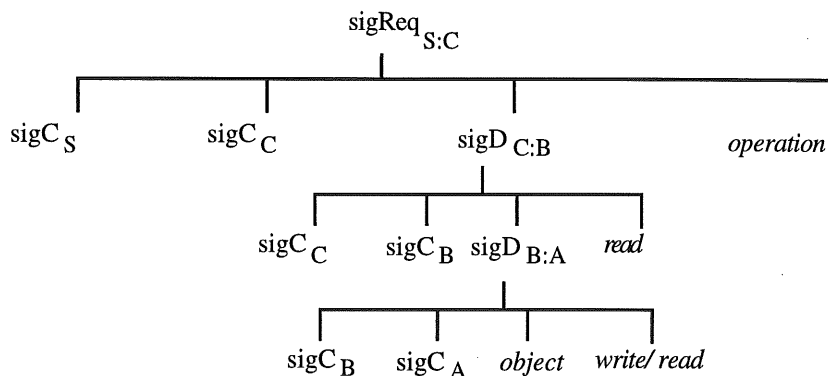 sigReq S:C
sigC S sigC C sigD C:B operation
sigC C sigC B sigD B:A read
sigC B sigC A object write/read